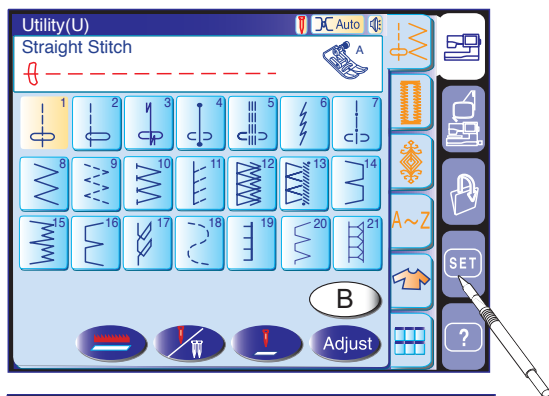 Utility(U)
Auto
Straight Stitch
A
1 2 3 4 5 6 7
8 9 10 11 12 13 14
15 16 17 18 19 20 21
A~Z
SET
B
Adjust
?